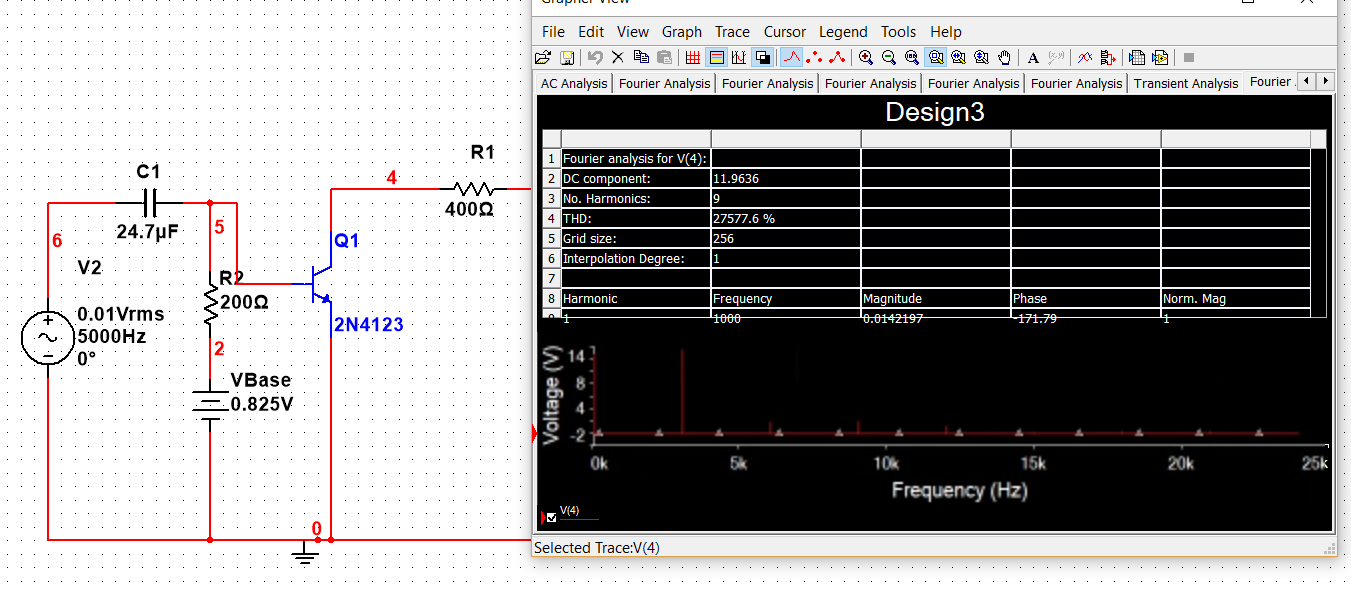 Grapher View
File Edit View Graph Trace Cursor Legend Tools Help
AC Analysis Fourier Analysis Fourier Analysis Fourier Analysis Fourier Analysis Fourier Analysis Transient Analysis Fourier
Design3
1 Fourier analysis for V(4):
2 DC component: 11.9636
3 No. Harmonics: 9
4 THD: 27577.6 %
5 Grid size: 256
6 Interpolation Degree: 1
7
8 Harmonic Frequency Magnitude Phase Norm. Mag
9 1 1000 0.0142197 -171.79 1
Voltage (V)
14
8
4
-2
0k 5k 10k 15k 20k 25k
Frequency (Hz)
V(4)
Selected Trace:V(4)
R1
4
400Ω
C1
24.7µF
6
5
Q1
V2
R2
200Ω
0.01Vrms
5000Hz
0°
2N4123
2
VBase
0.825V
0